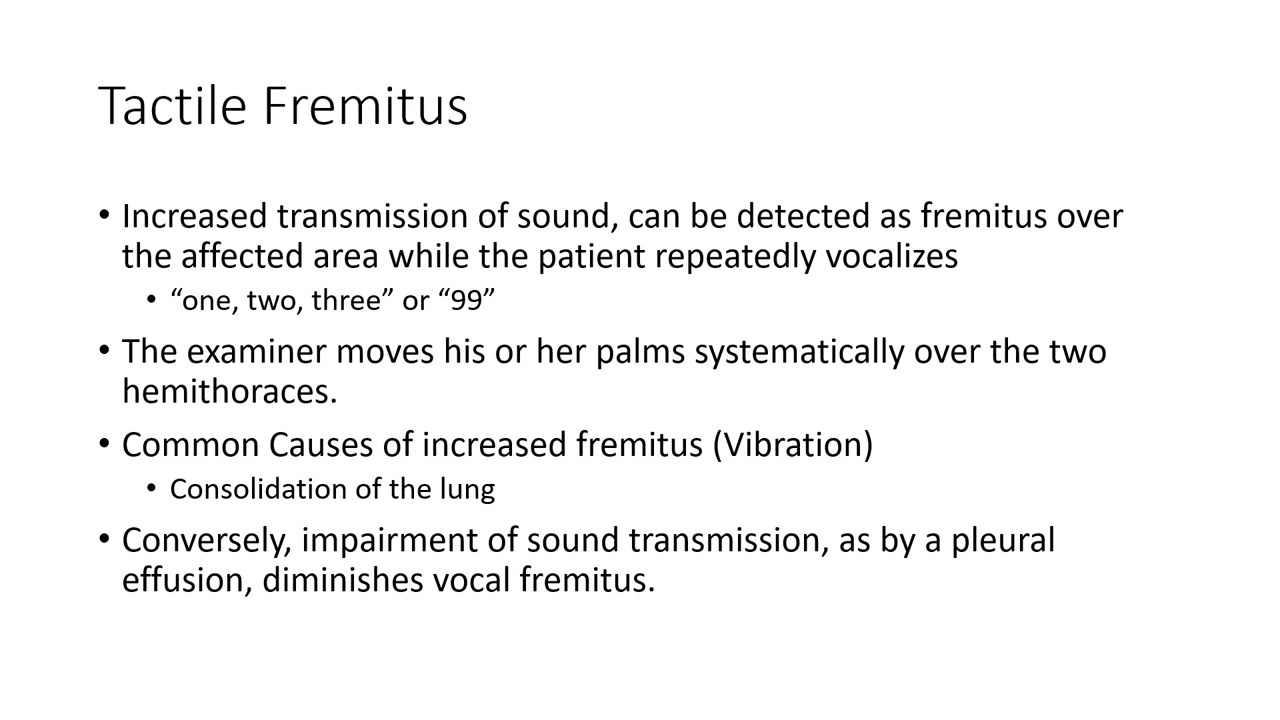 Tactile Fremitus
• Increased transmission of sound, can be detected as fremitus over
the affected area while the patient repeatedly vocalizes
• “one, two, three” or “99”
• The examiner moves his or her palms systematically over the two
hemithoraces.
• Common Causes of increased fremitus (Vibration)
• Consolidation of the lung
• Conversely, impairment of sound transmission, as by a pleural
effusion, diminishes vocal fremitus.